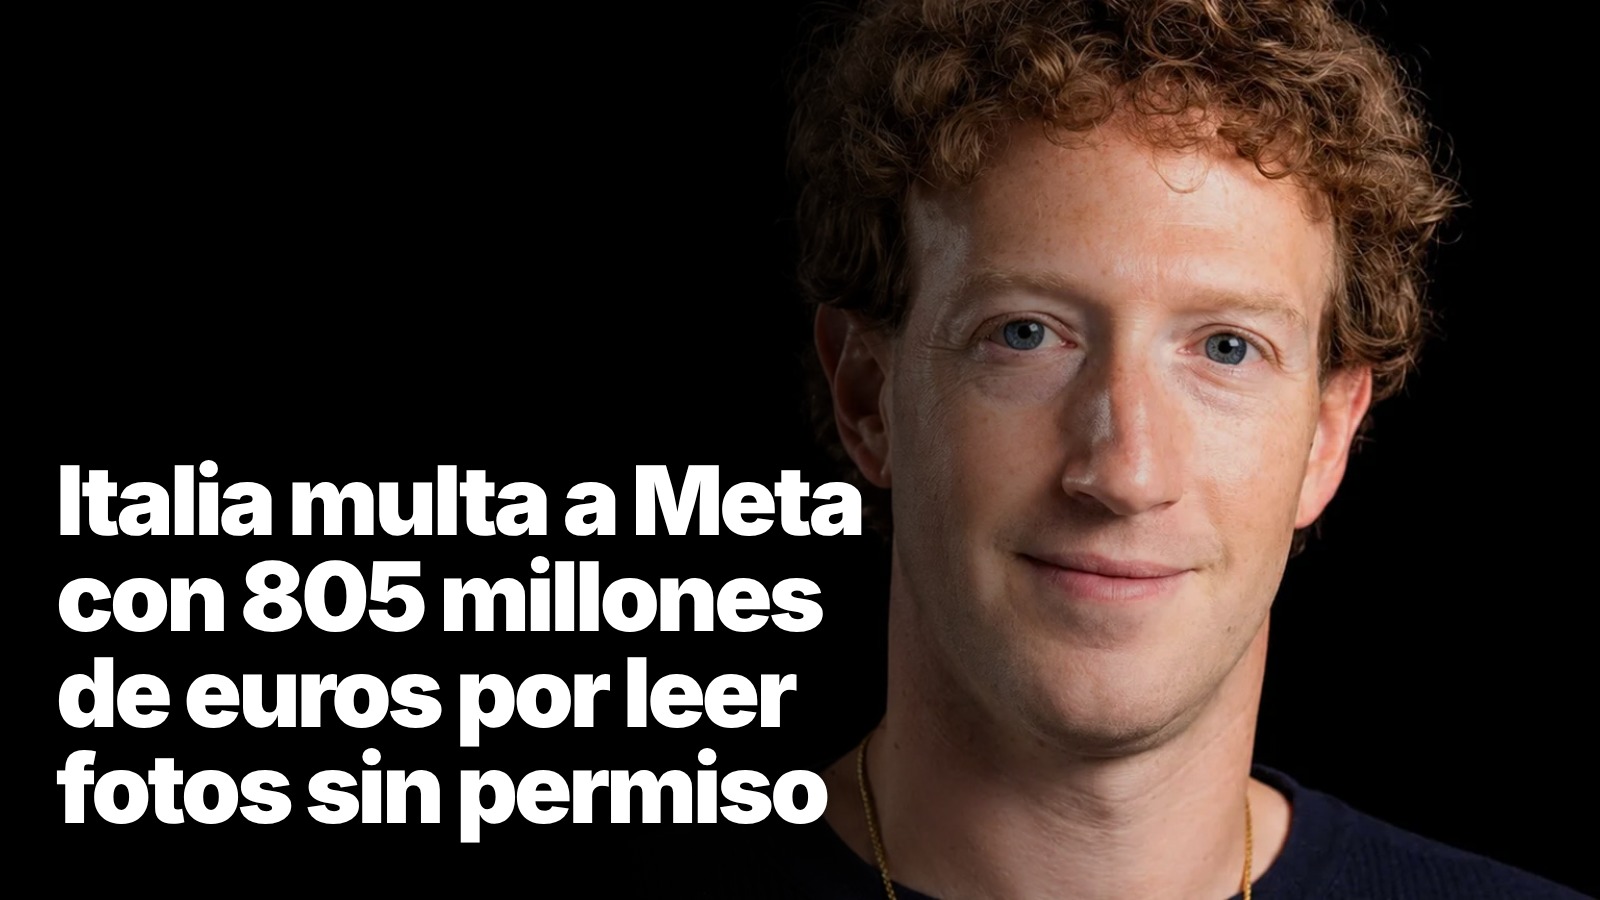 Italia multa a Meta
con 805 millones
de euros por leer
fotos sin permiso